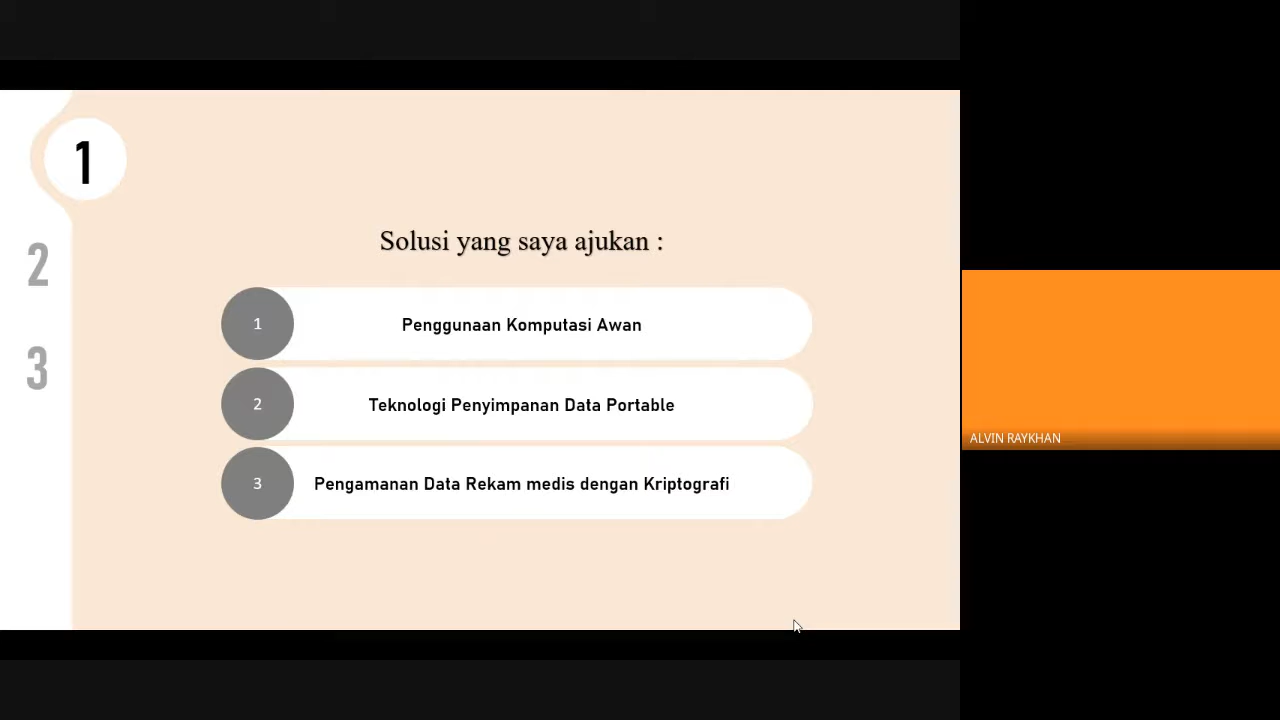 1
2
3
Solusi yang saya ajukan :
1 Penggunaan Komputasi Awan
2 Teknologi Penyimpanan Data Portable
3 Pengamanan Data Rekam medis dengan Kriptografi
ALVIN RAYKHAN